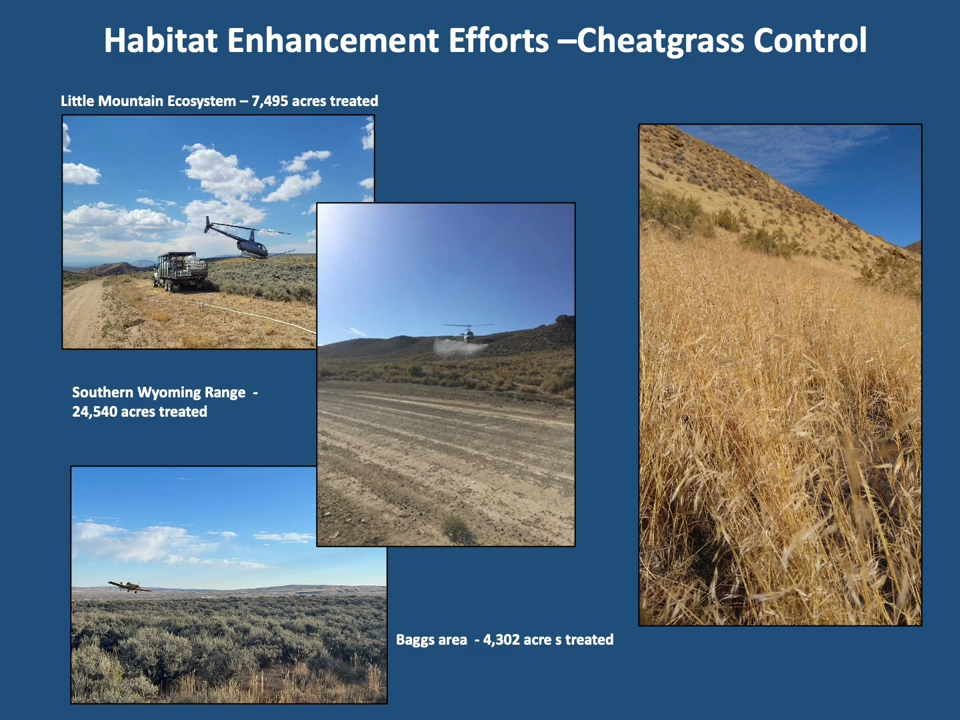 Habitat Enhancement Efforts –Cheatgrass Control
Little Mountain Ecosystem – 7,495 acres treated
Southern Wyoming Range -
24,540 acres treated
Baggs area - 4,302 acre s treated